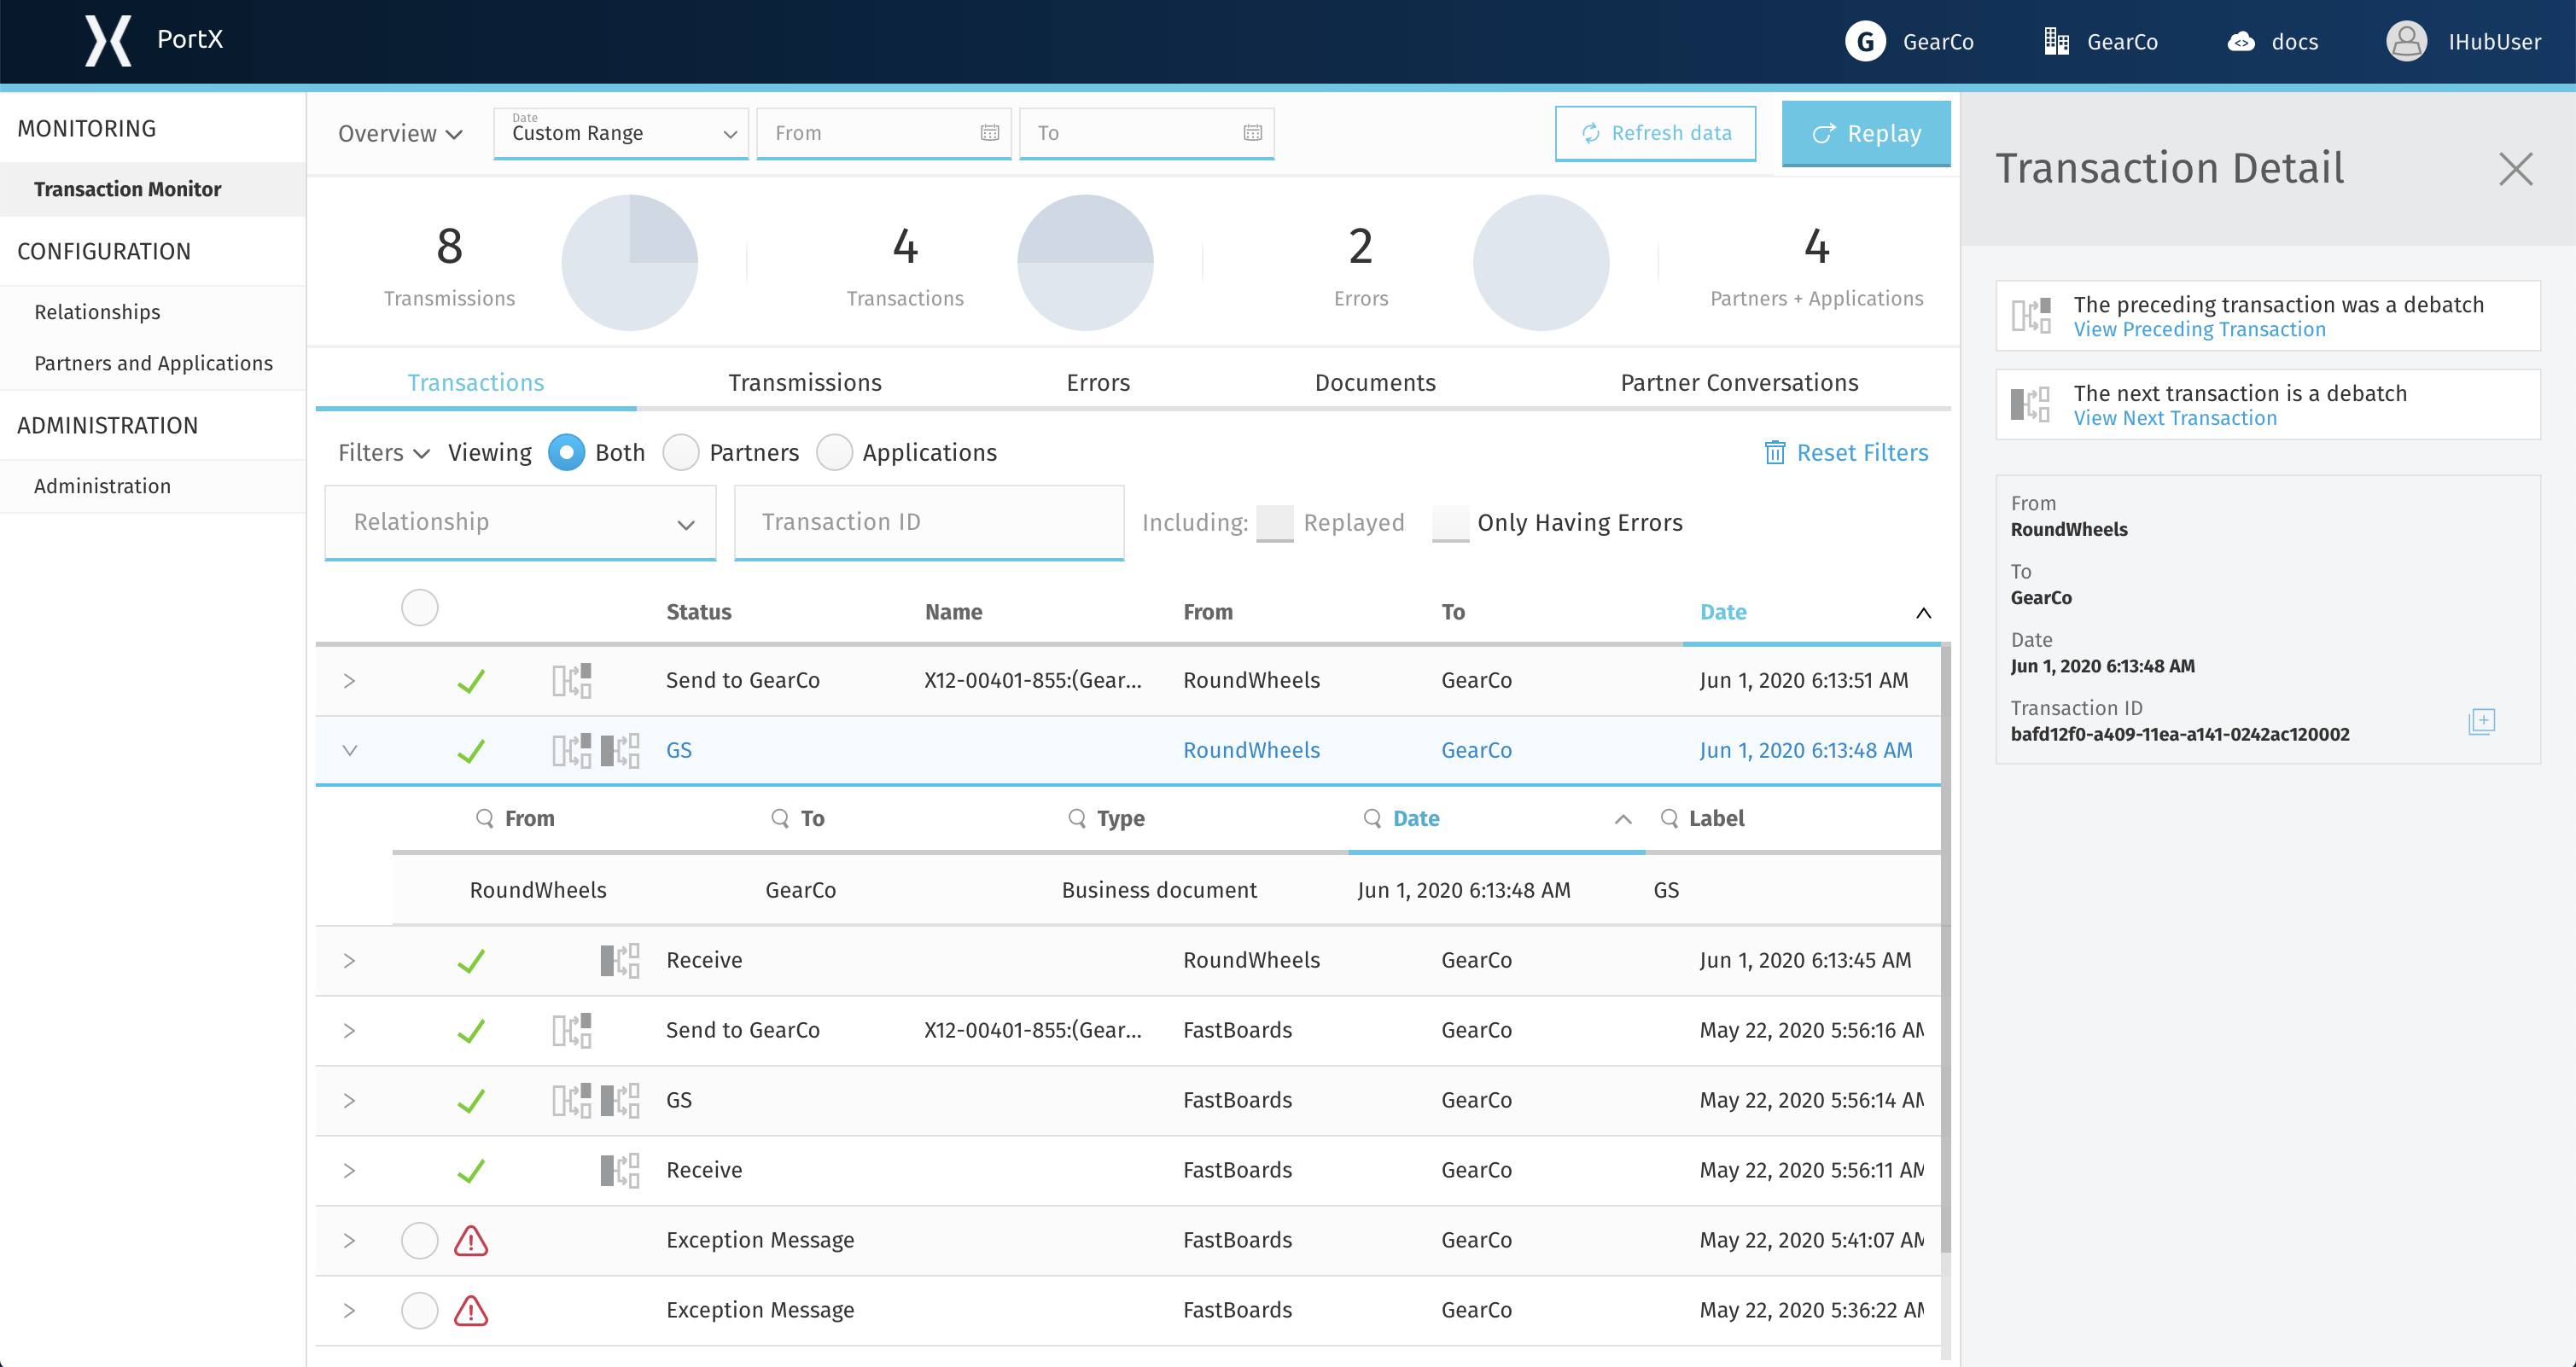 PortX
G GearCo
GearCo
docs
IHubUser
MONITORING
Transaction Monitor
CONFIGURATION
Relationships
Partners and Applications
ADMINISTRATION
Administration
Overview
Date
Custom Range
From
To
Refresh data
Replay
8
Transmissions
4
Transactions
2
Errors
4
Partners + Applications
Transactions Transmissions Errors Documents Partner Conversations
Filters Viewing Both Partners Applications Reset Filters
Relationship Transaction ID Including: Replayed Only Having Errors
Status Name From To Date
Send to GearCo X12-00401-855:(Gear... RoundWheels GearCo Jun 1, 2020 6:13:51 AM
GS RoundWheels GearCo Jun 1, 2020 6:13:48 AM
From To Type Date Label
RoundWheels GearCo Business document Jun 1, 2020 6:13:48 AM GS
Receive RoundWheels GearCo Jun 1, 2020 6:13:45 AM
Send to GearCo X12-00401-855:(Gear... FastBoards GearCo May 22, 2020 5:56:16 AM
GS FastBoards GearCo May 22, 2020 5:56:14 AM
Receive FastBoards GearCo May 22, 2020 5:56:11 AM
Exception Message FastBoards GearCo May 22, 2020 5:41:07 AM
Exception Message FastBoards GearCo May 22, 2020 5:36:22 AM
Transaction Detail
The preceding transaction was a debatch
View Preceding Transaction
The next transaction is a debatch
View Next Transaction
From
RoundWheels
To
GearCo
Date
Jun 1, 2020 6:13:48 AM
Transaction ID
bafd12f0-a409-11ea-a141-0242ac120002